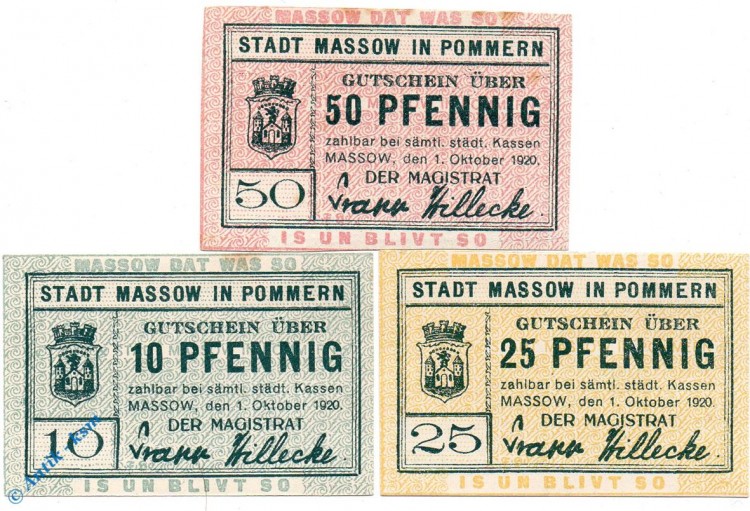 MASSOW DAT WAS SO
STADT MASSOW IN POMMERN
GUTSCHEIN ÜBER
50 PFENNIG
zahlbar bei sämtl. städt. Kassen
MASSOW, den 1. Oktober 1920.
DER MAGISTRAT
50
Willecke.
IS UN BLIVT SO
MASSOW DAT WAS SO
STADT MASSOW IN POMMERN
GUTSCHEIN ÜBER
10 PFENNIG
zahlbar bei sämtl. städt. Kassen
MASSOW, den 1. Oktober 1920.
DER MAGISTRAT
10
Willecke.
IS UN BLIVT SO
MASSOW DAT WAS SO
STADT MASSOW IN POMMERN
GUTSCHEIN ÜBER
25 PFENNIG
zahlbar bei sämtl. städt. Kassen
MASSOW, den 1. Oktober 1920.
DER MAGISTRAT
25
Willecke.
IS UN BLIVT SO
© Antik